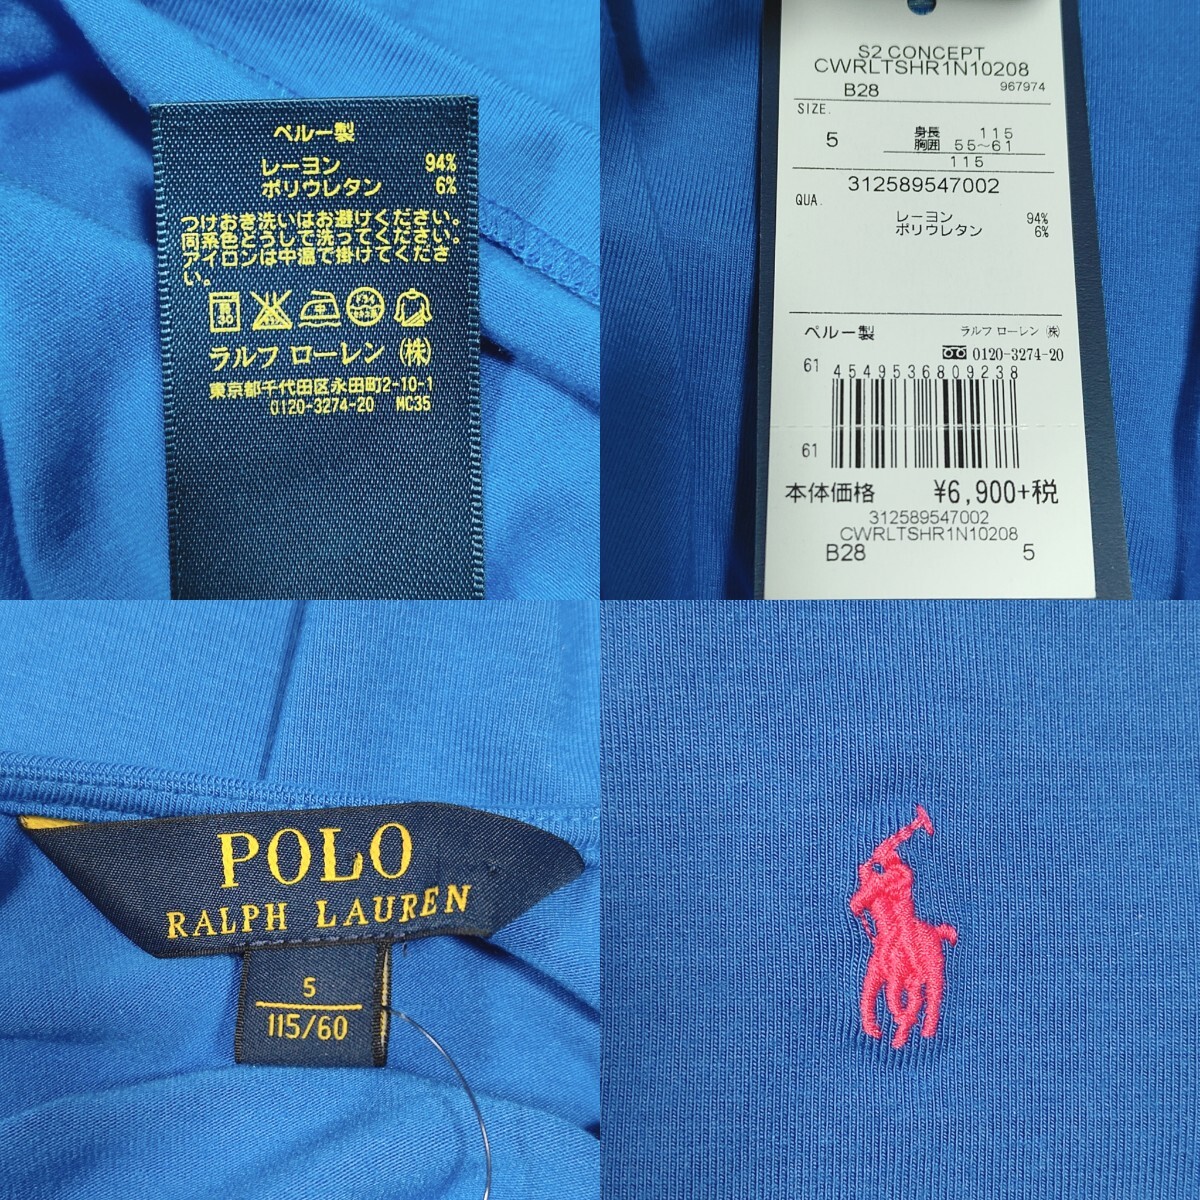 ペルー製
レーヨン 94%
ポリウレタン 6%
つけおき洗いはお避けください。
同系色どうしで洗ってください。
アイロンは中温で掛けてくださ
い。
ラルフ ローレン ㈱
東京都千代田区永田町2-10-1
0120-3274-20 MC35
S2 CONCEPT
CWRLTSHR1N10208
B28 967974
SIZE.
5 身長 115
胸囲 55〜61
115
312589547002
QUA.
レーヨン 94%
ポリウレタン 6%
ペルー製 ラルフ ローレン ㈱
0120-3274-20
61 4549536809238
61
本体価格 ¥6,900+税
312589547002
CWRLTSHR1N10208
B28 5
POLO
RALPH LAUREN
5
115/60